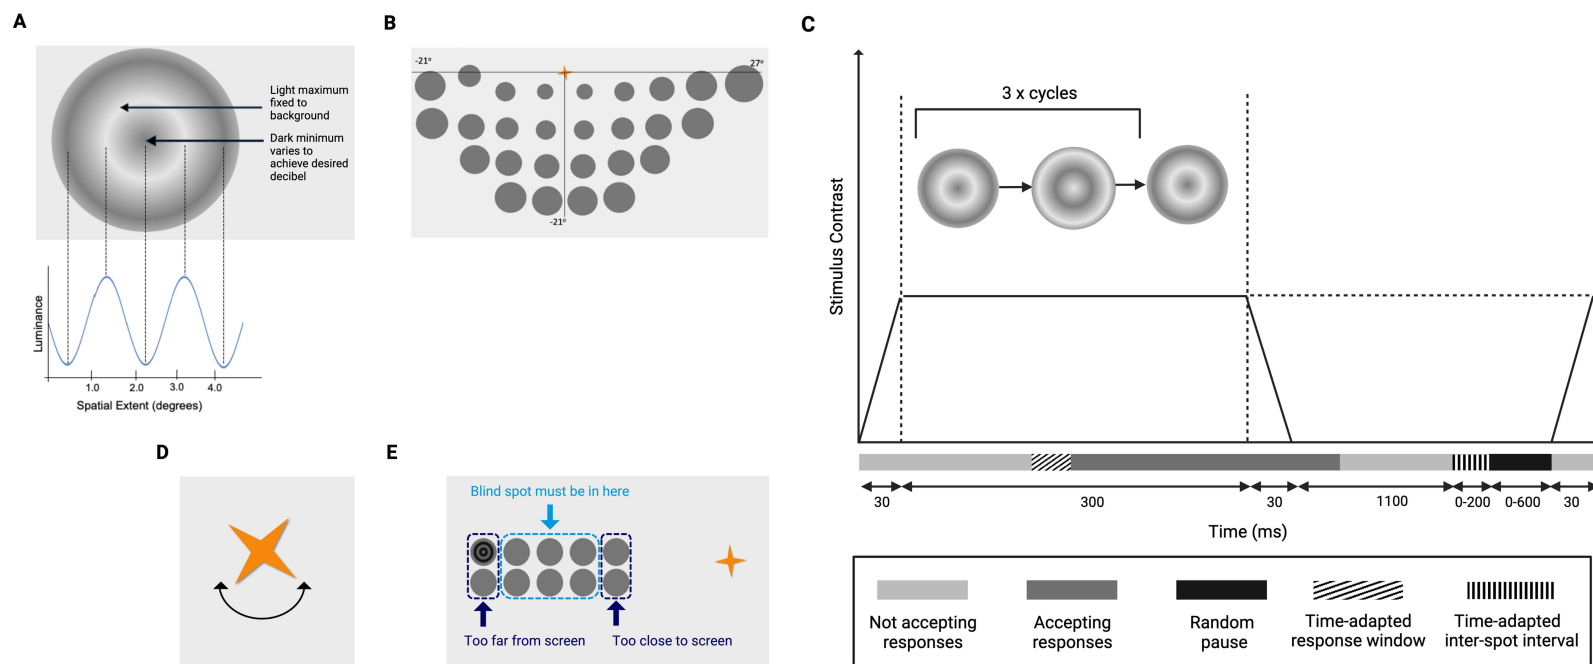 A
Light maximum
fixed to
background
Dark minimum
varies to
achieve desired
decibel
Luminance
1.0 2.0 3.0 4.0
Spatial Extent (degrees)
B
-21°
27°
-21°
C
3 x cycles
Stimulus Contrast
30 300 30 1100 0-200 0-600 30
Time (ms)
Not accepting
responses
Accepting
responses
Random
pause
Time-adapted
response window
Time-adapted
inter-spot interval
D
E
Blind spot must be in here
Too far from screen
Too close to screen